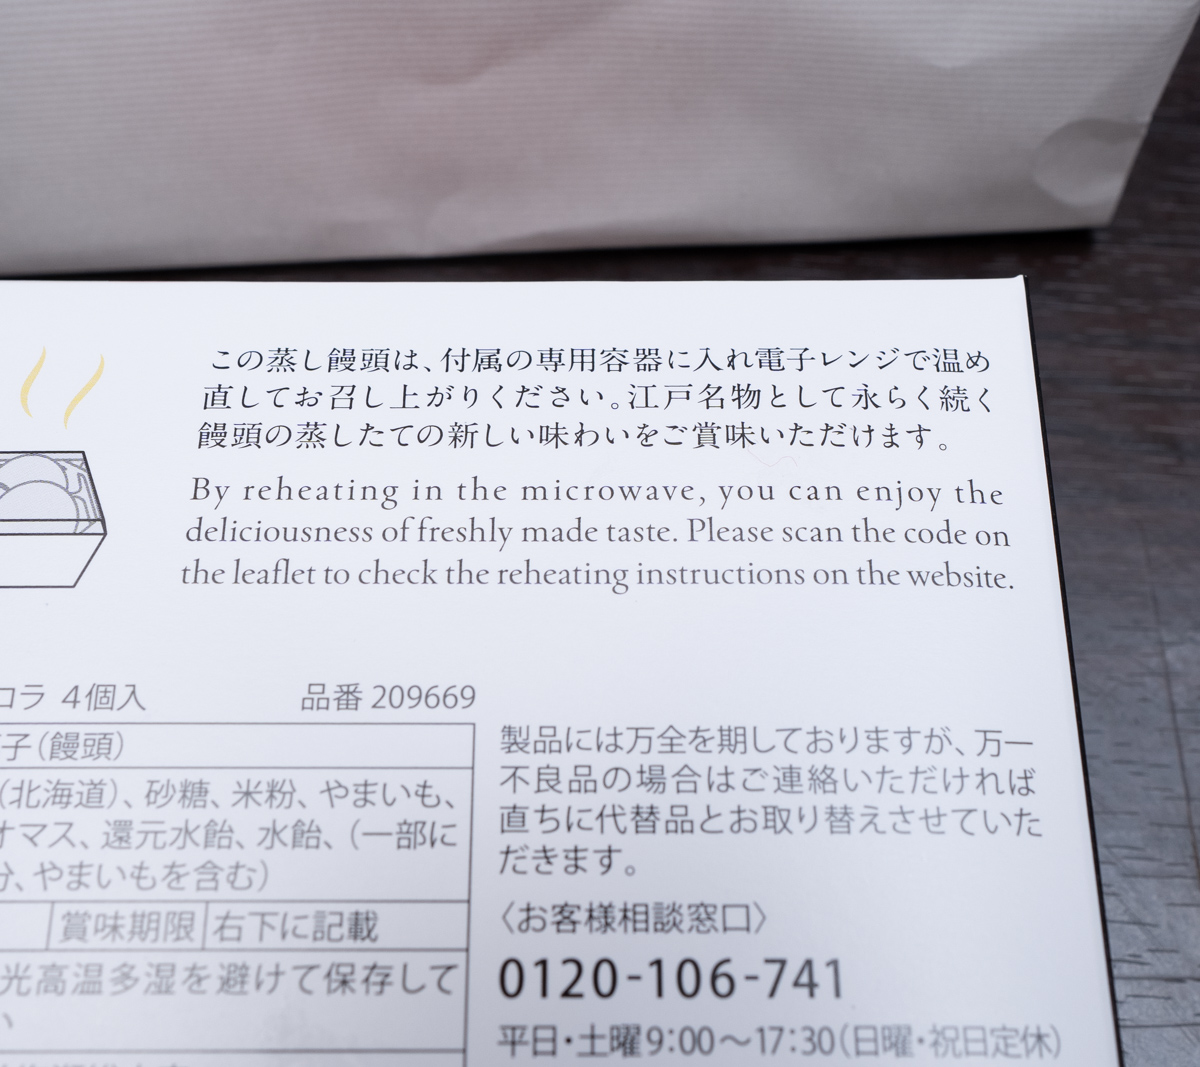 この蒸し饅頭は、付属の専用容器に入れ電子レンジで温め
直してお召し上がりください。江戸名物として永らく続く
饅頭の蒸したての新しい味わいをご賞味いただけます。
By reheating in the microwave, you can enjoy the
deliciousness of freshly made taste. Please scan the code on
the leaflet to check the reheating instructions on the website.
コラ 4個入
品番 209669
子(饅頭)
(北海道)、砂糖、米粉、やまいも、
オマス、還元水飴、水飴、(一部に
分、やまいもを含む)
賞味期限 右下に記載
光高温多湿を避けて保存して
い
製品には万全を期しておりますが、万一
不良品の場合はご連絡いただければ
直ちに代替品とお取り替えさせていた
だきます。
〈お客様相談窓口〉
0120-106-741
平日・土曜9:00〜17:30(日曜・祝日定休)